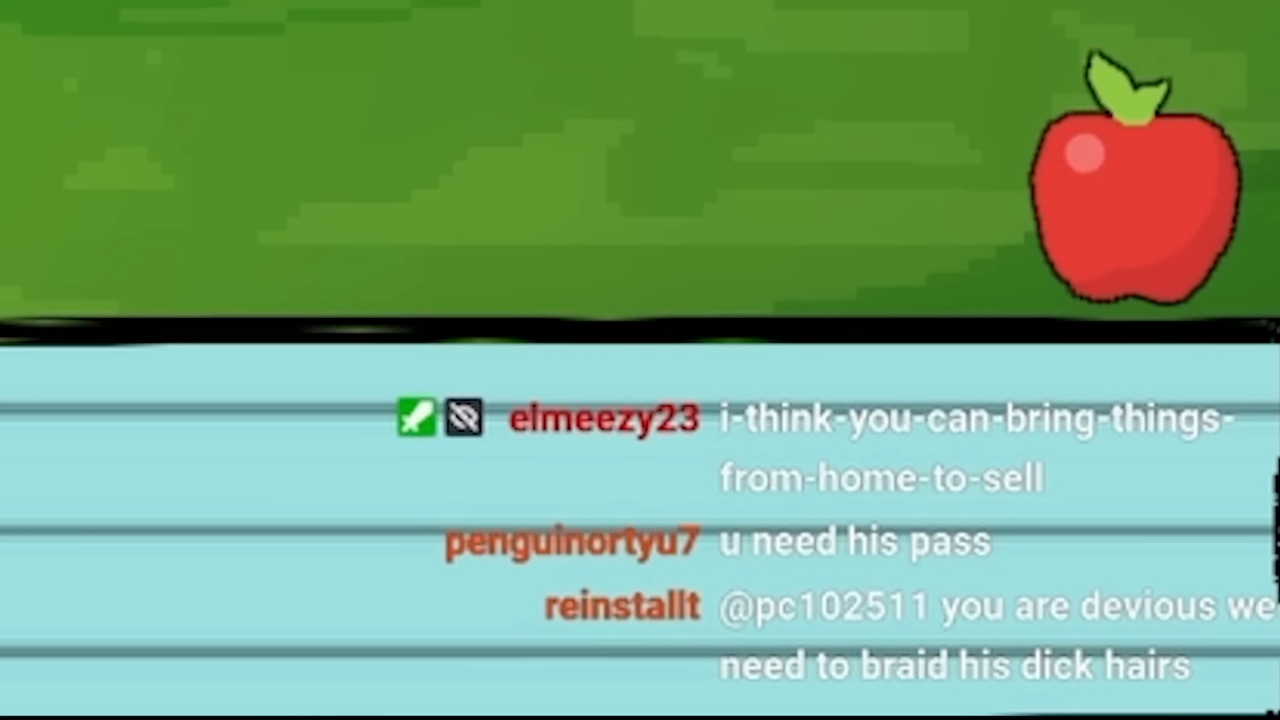 elmeezy23 i-think-you-can-bring-things-
from-home-to-sell
penguinortyu7 u need his pass
reinstallt @pc102511 you are devious we
need to braid his dick hairs